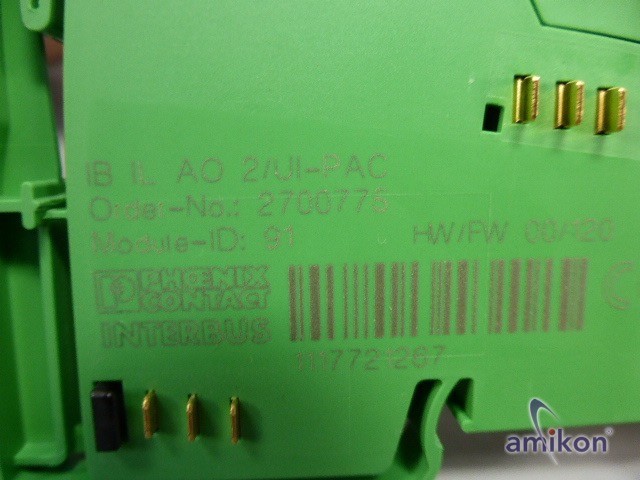 IB IL AO 2/UI-PAC
Order-No.: 2700775
Module-ID: 91 HW/FW 00/120
PHŒNIX
CONTACT
INTERBUS
amikon